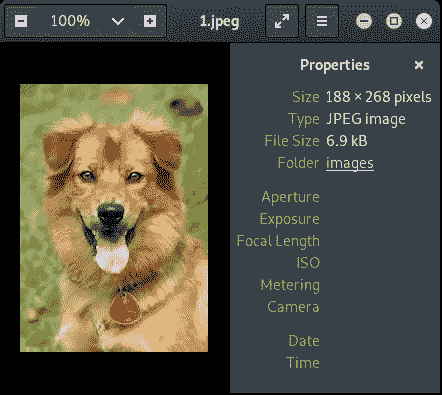 100%
1.jpeg
Properties
Size 188 × 268 pixels
Type JPEG image
File Size 6.9 kB
Folder images
Aperture
Exposure
Focal Length
ISO
Metering
Camera
Date
Time